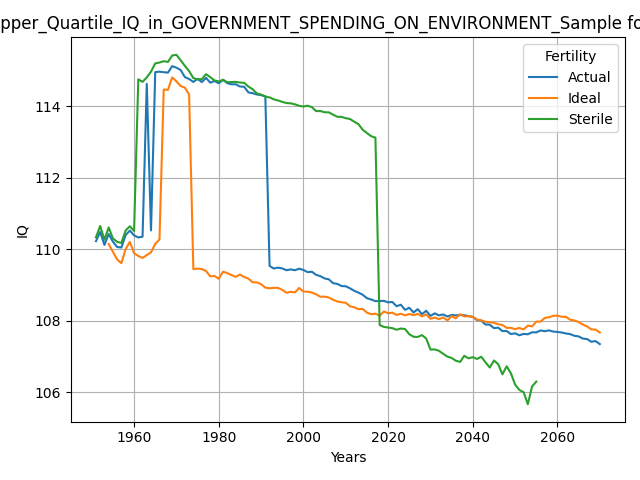 pper_Quartile_IQ_in_GOVERNMENT_SPENDING_ON_ENVIRONMENT_Sample fo
Fertility
Actual
Ideal
Sterile
IQ
114
112
110
108
106
1960
1980
2000
2020
2040
2060
Years